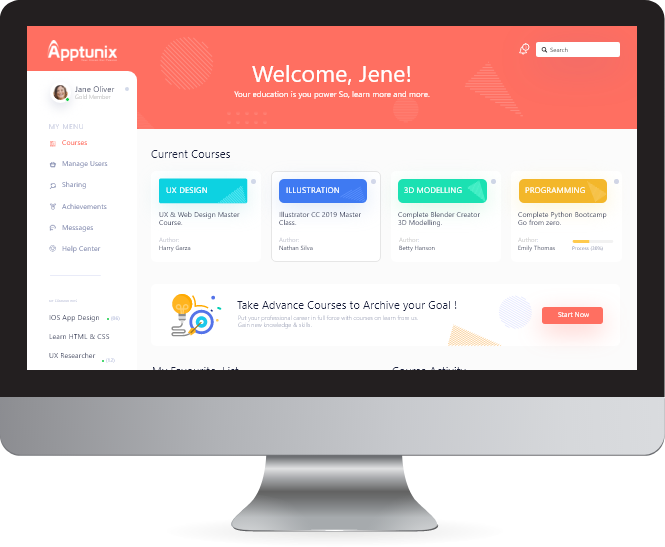 Apptunix
Search
Welcome, Jene!
Your education is you power So, learn more and more.
Jane Oliver
Gold Member
MY MENU
Courses
Manage Users
Sharing
Achievements
Messages
Help Center
IOS App Design
Learn HTML & CSS
UX Researcher
Current Courses
UX DESIGN
UX & Web Design Master
Course.
Author:
Harry Garza
ILLUSTRATION
Illustrator CC 2019 Master
Class.
Author:
Nathan Silva
3D MODELLING
Complete Blender Creator
3D Modelling.
Author:
Betty Hanson
PROGRAMMING
Complete Python Bootcamp
Go from zero.
Author:
Emily Thomas
Take Advance Courses to Archive your Goal !
Put your professional career in full force with courses on learn from us.
Gain new knowledge & skills.
Start Now
My Favourite List
Course Activity